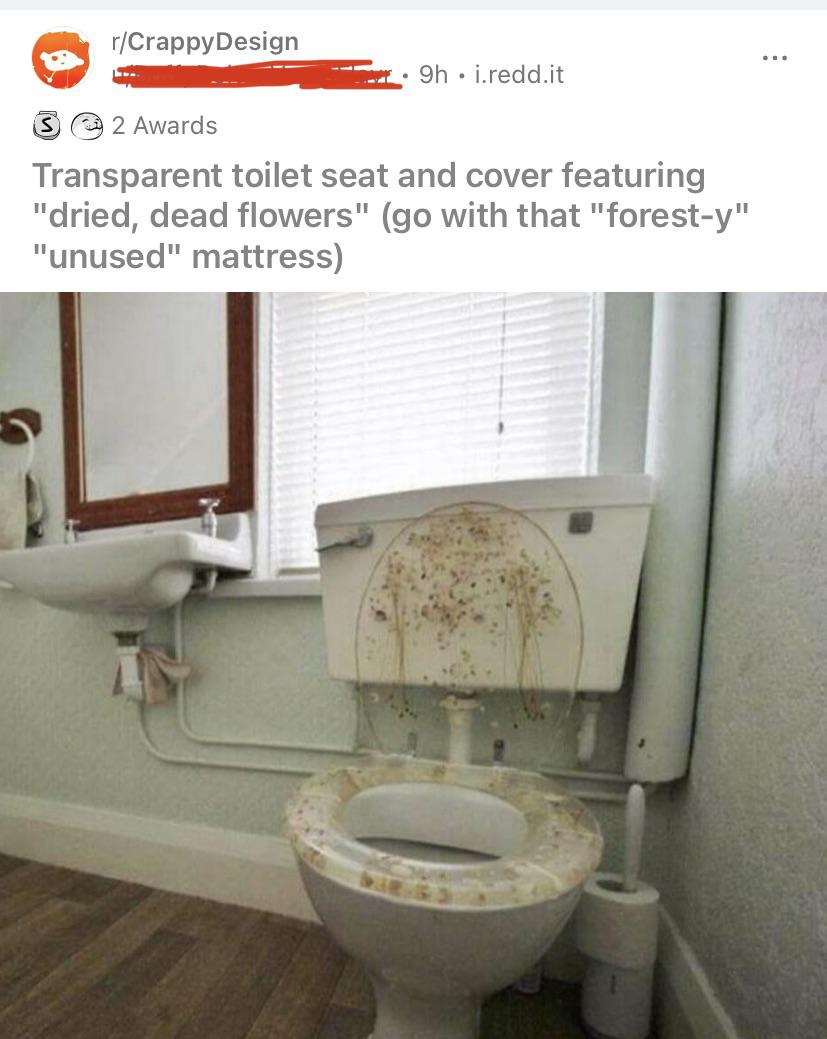 r/CrappyDesign
• 9h • i.redd.it
2 Awards
Transparent toilet seat and cover featuring
"dried, dead flowers" (go with that "forest-y"
"unused" mattress)